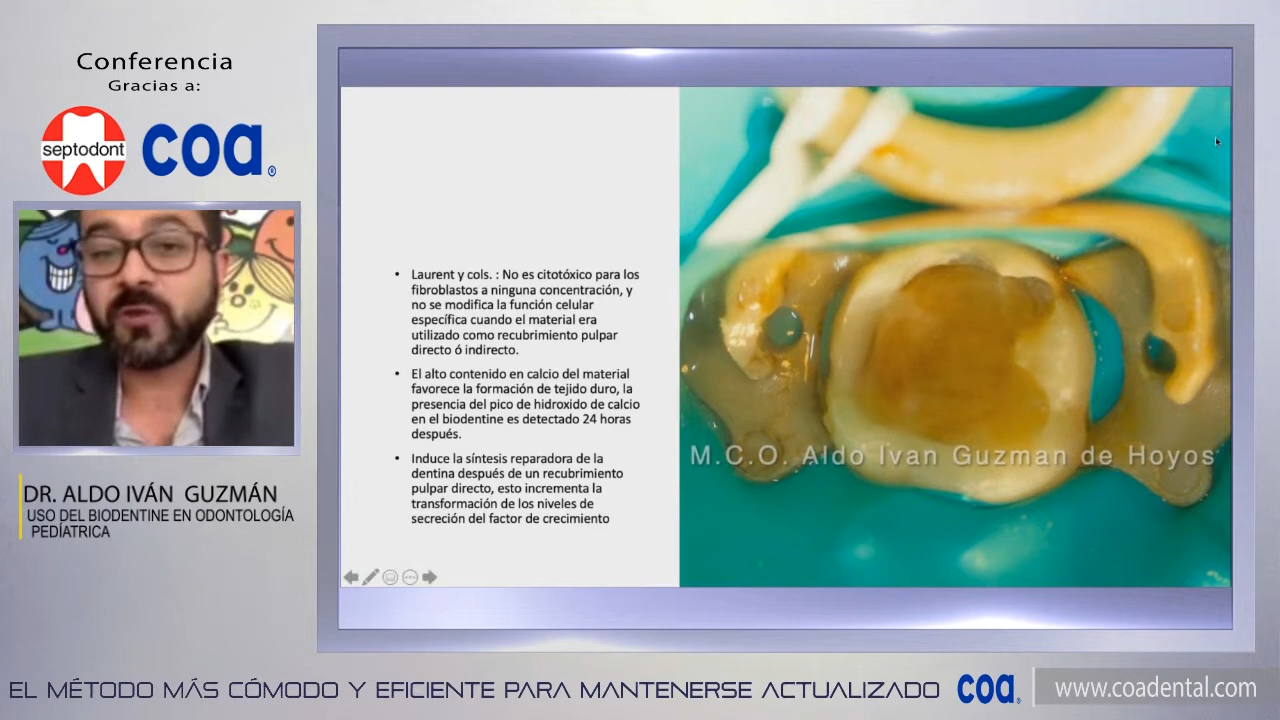 Conferencia
Gracias a:
septodont
coa®
DR. ALDO IVÁN GUZMÁN
USO DEL BIODENTINE EN ODONTOLOGÍA
PEDÍATRICA
• Laurent y cols. : No es citotóxico para los
fibroblastos a ninguna concentración, y
no se modifica la función celular
específica cuando el material era
utilizado como recubrimiento pulpar
directo ó indirecto.
• El alto contenido en calcio del material
favorece la formación de tejido duro, la
presencia del pico de hidroxido de calcio
en el biodentine es detectado 24 horas
después.
• Induce la síntesis reparadora de la
dentina después de un recubrimiento
pulpar directo, esto incrementa la
transformación de los niveles de
secreción del factor de crecimiento
M.C.O. Aldo Ivan Guzman de Hoyos
EL MÉTODO MÁS CÓMODO Y EFICIENTE PARA MANTENERSE ACTUALIZADO
coa®
www.coadental.com